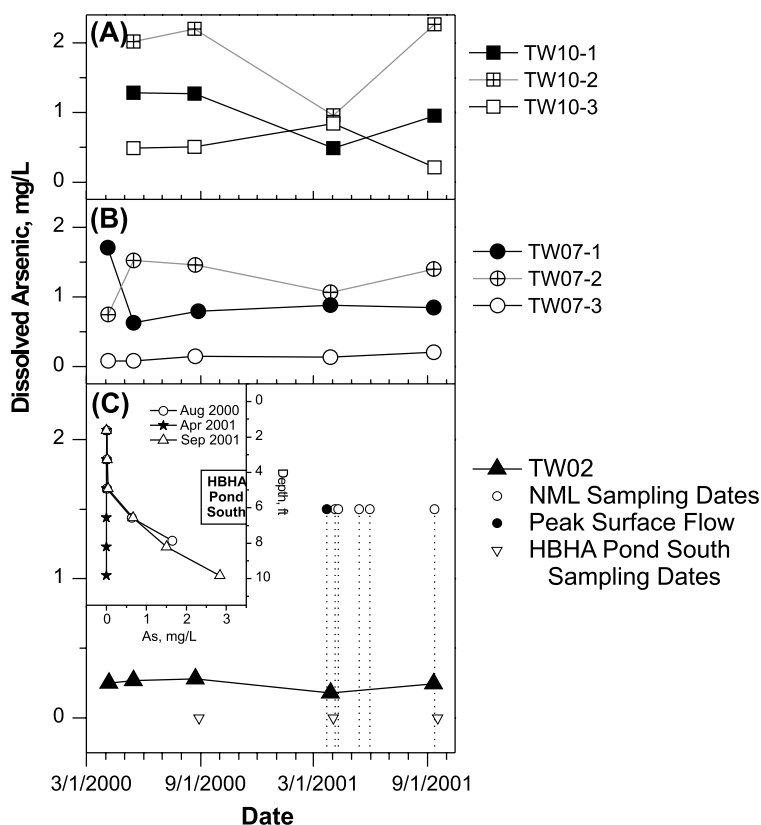 (A)
2
1
0
TW10-1
TW10-2
TW10-3
Dissolved Arsenic, mg/L
(B)
2
1
0
TW07-1
TW07-2
TW07-3
(C)
Aug 2000
Apr 2001
Sep 2001
HBHA
Pond
South
0
2
4
6
8
10
Depth, ft
0 1 2 3
As, mg/L
2
1
0
TW02
NML Sampling Dates
Peak Surface Flow
HBHA Pond South
Sampling Dates
3/1/2000 9/1/2000 3/1/2001 9/1/2001
Date